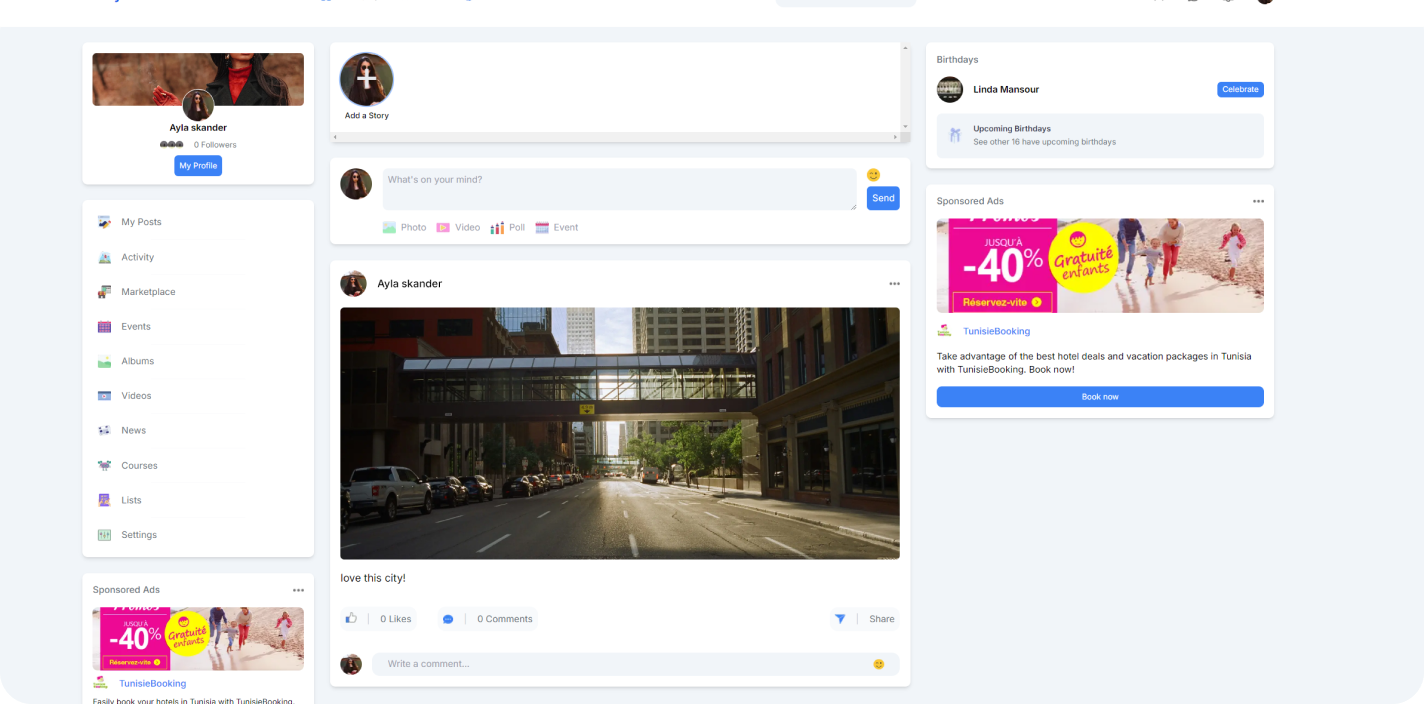 Ayla skander
0 Followers
My Profile
My Posts
Activity
Marketplace
Events
Albums
Videos
News
Courses
Lists
Settings
Sponsored Ads
JUSQU'À
-40%
Gratuité
enfants
Réservez-vite
TunisieBooking
Easily book your hotels in Tunisia with TunisieBooking.
Add a Story
What's on your mind?
Send
Photo Video Poll Event
Ayla skander
love this city!
0 Likes 0 Comments Share
Write a comment...
Birthdays
Linda Mansour Celebrate
Upcoming Birthdays
See other 16 have upcoming birthdays
Sponsored Ads
Promos
JUSQU'À
-40%
Gratuité
enfants
Réservez-vite
TunisieBooking
Take advantage of the best hotel deals and vacation packages in Tunisia
with TunisieBooking. Book now!
Book now